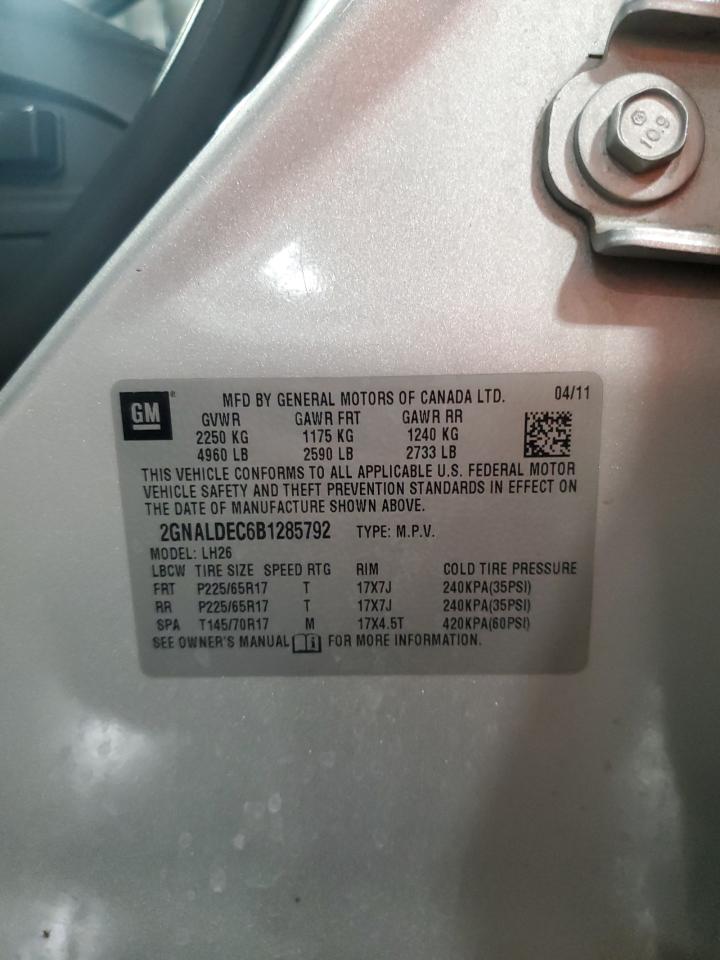 10.9
GM ®
MFD BY GENERAL MOTORS OF CANADA LTD. 04/11
GVWR GAWR FRT GAWR RR
2250 KG 1175 KG 1240 KG
4960 LB 2590 LB 2733 LB
THIS VEHICLE CONFORMS TO ALL APPLICABLE U.S. FEDERAL MOTOR
VEHICLE SAFETY AND THEFT PREVENTION STANDARDS IN EFFECT ON
THE DATE OF MANUFACTURE SHOWN ABOVE.
2GNALDEC6B1285792 TYPE: M.P.V.
MODEL: LH26
LBCW TIRE SIZE SPEED RTG RIM COLD TIRE PRESSURE
FRT P225/65R17 T 17X7J 240KPA(35PSI)
RR P225/65R17 T 17X7J 240KPA(35PSI)
SPA T145/70R17 M 17X4.5T 420KPA(60PSI)
SEE OWNER'S MANUAL FOR MORE INFORMATION.